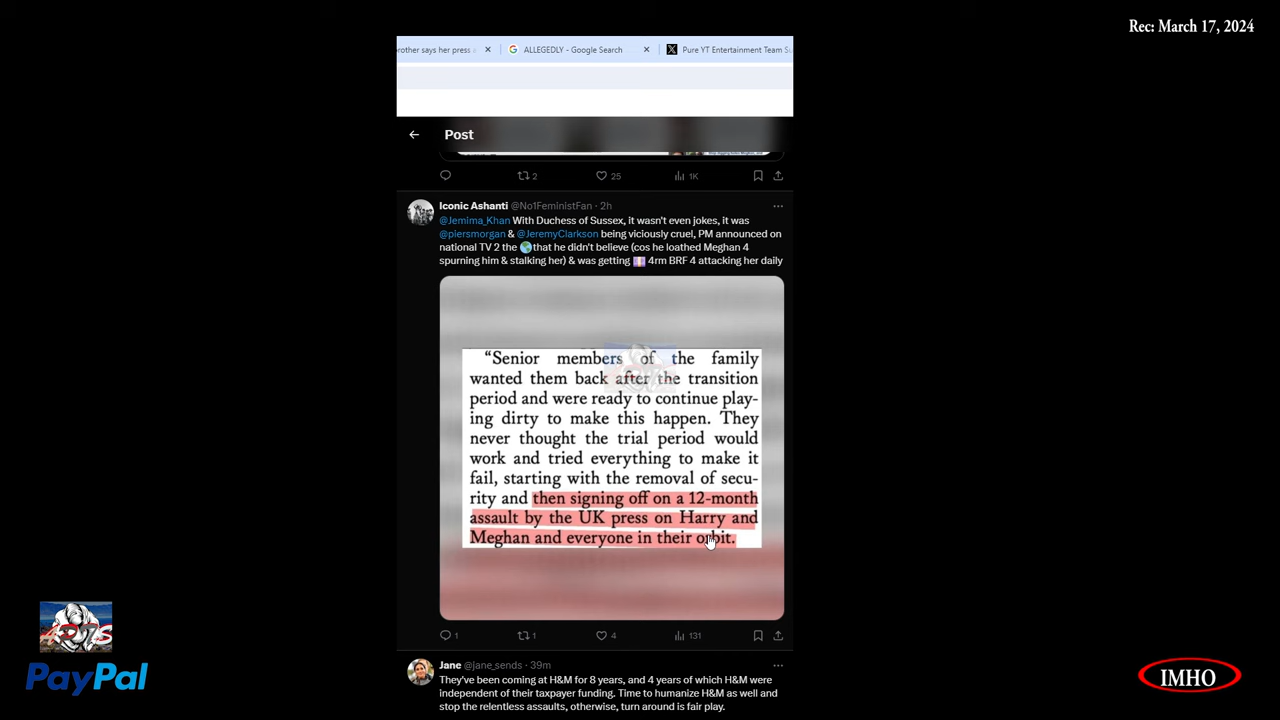 Rec: March 17, 2024
rother says her press
ALLEGEDLY - Google Search
Pure YT Entertainment Team
Post
2
25
1K
Iconic Ashanti @No1FeministFan · 2h
@Jemima_Khan With Duchess of Sussex, it wasn't even jokes, it was
@piersmorgan & @JeremyClarkson being viciously cruel, PM announced on
national TV 2 the 🌎that he didn't believe (cos he loathed Meghan 4
spurning him & stalking her) & was getting 💷 4rm BRF 4 attacking her daily
“Senior members of the family
wanted them back after the transition
period and were ready to continue play-
ing dirty to make this happen. They
never thought the trial period would
work and tried everything to make it
fail, starting with the removal of secu-
rity and then signing off on a 12-month
assault by the UK press on Harry and
Meghan and everyone in their orbit.
1
1
4
131
Jane @jane_sends · 39m
They've been coming at H&M for 8 years, and 4 years of which H&M were
independent of their taxpayer funding. Time to humanize H&M as well and
stop the relentless assaults, otherwise, turn around is fair play.
PayPal
IMHO